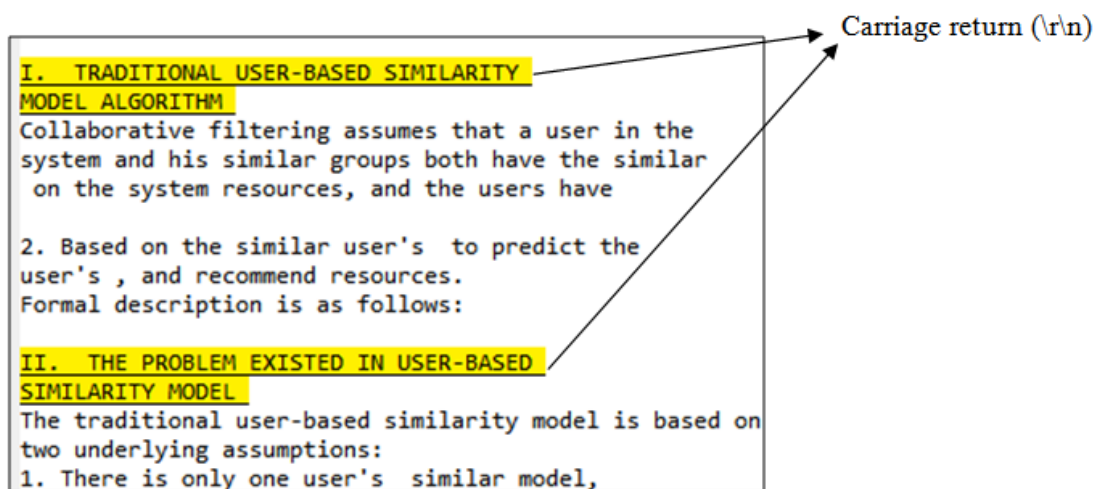 Carriage return (\r\n)
I.  TRADITIONAL USER-BASED SIMILARITY
MODEL ALGORITHM
Collaborative filtering assumes that a user in the
system and his similar groups both have the similar
 on the system resources, and the users have
2. Based on the similar user's  to predict the
user's , and recommend resources.
Formal description is as follows:
II.  THE PROBLEM EXISTED IN USER-BASED
SIMILARITY MODEL
The traditional user-based similarity model is based on
two underlying assumptions:
1. There is only one user's  similar model,